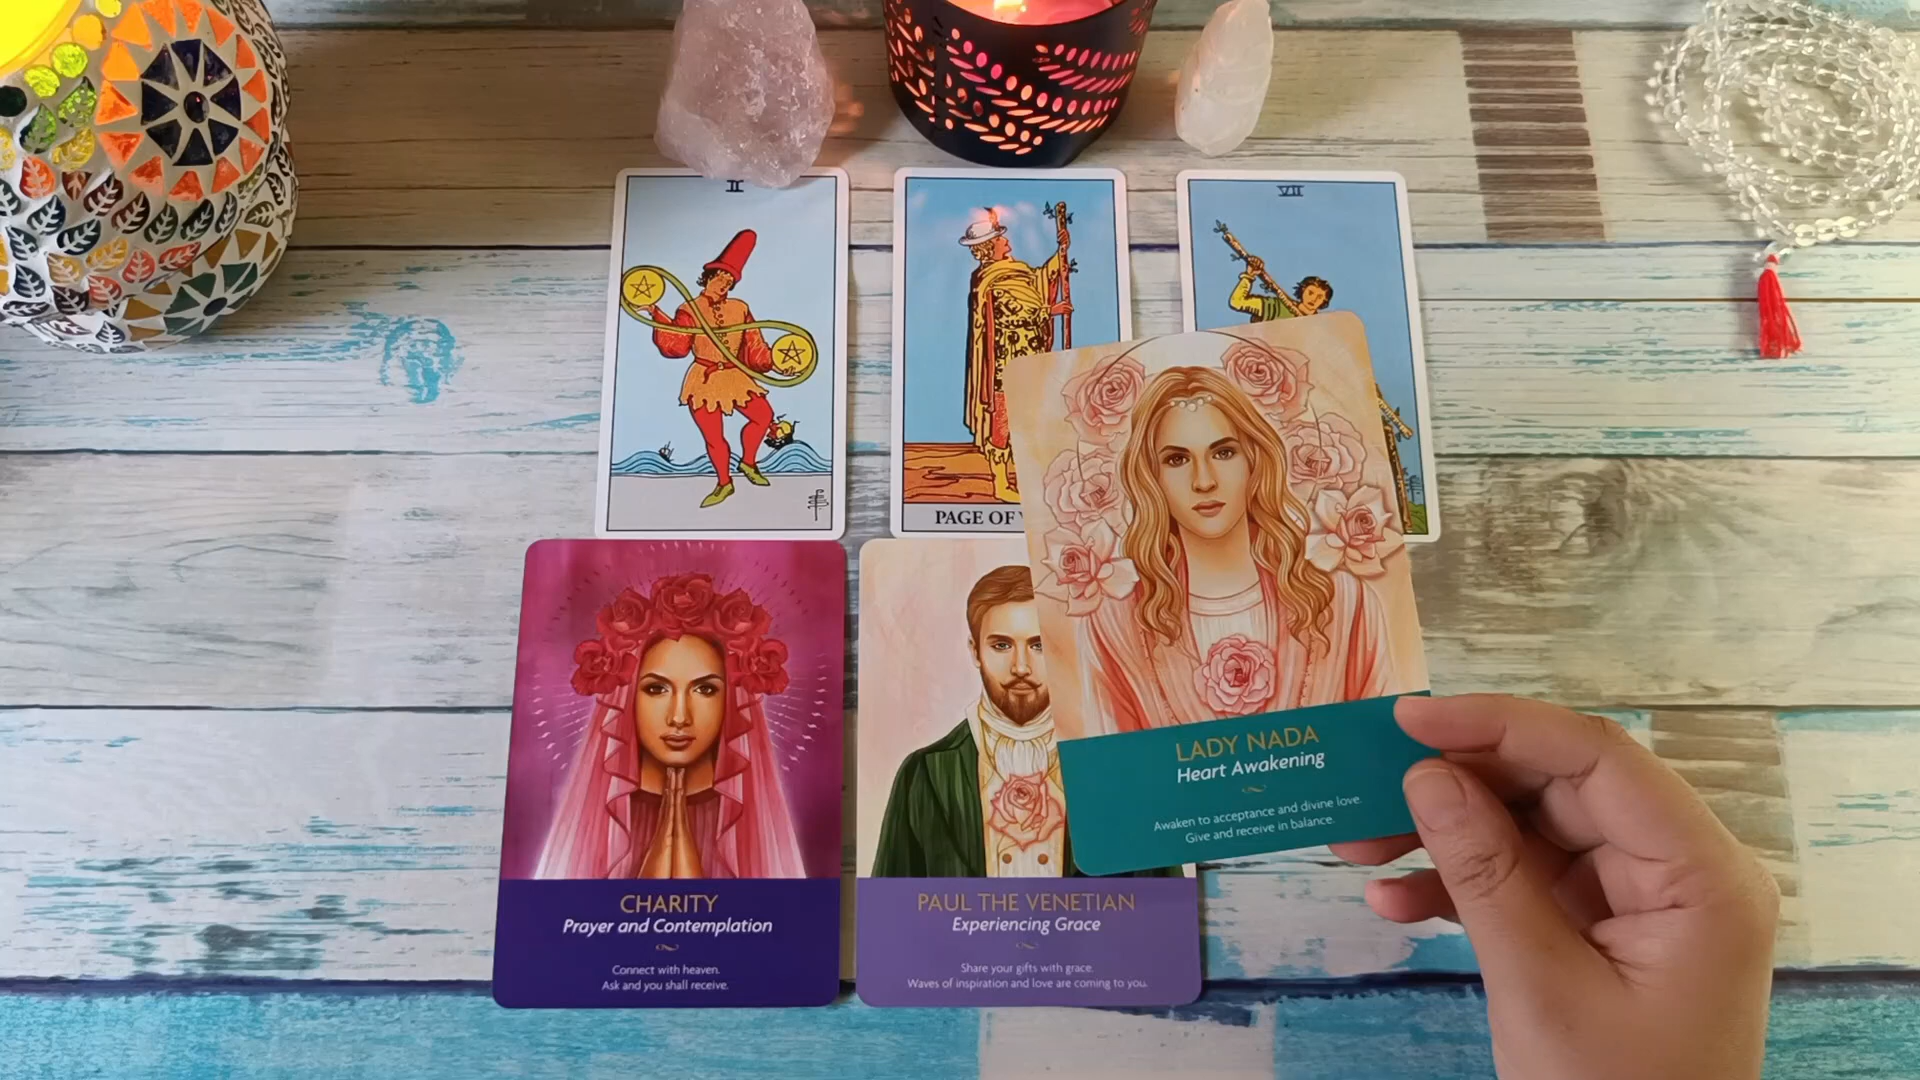 II
VII
PAGE OF
CHARITY
Prayer and Contemplation
Connect with heaven.
Ask and you shall receive.
PAUL THE VENETIAN
Experiencing Grace
Share your gifts with grace.
Waves of inspiration and love are coming to you.
LADY NADA
Heart Awakening
Awaken to acceptance and divine love.
Give and receive in balance.